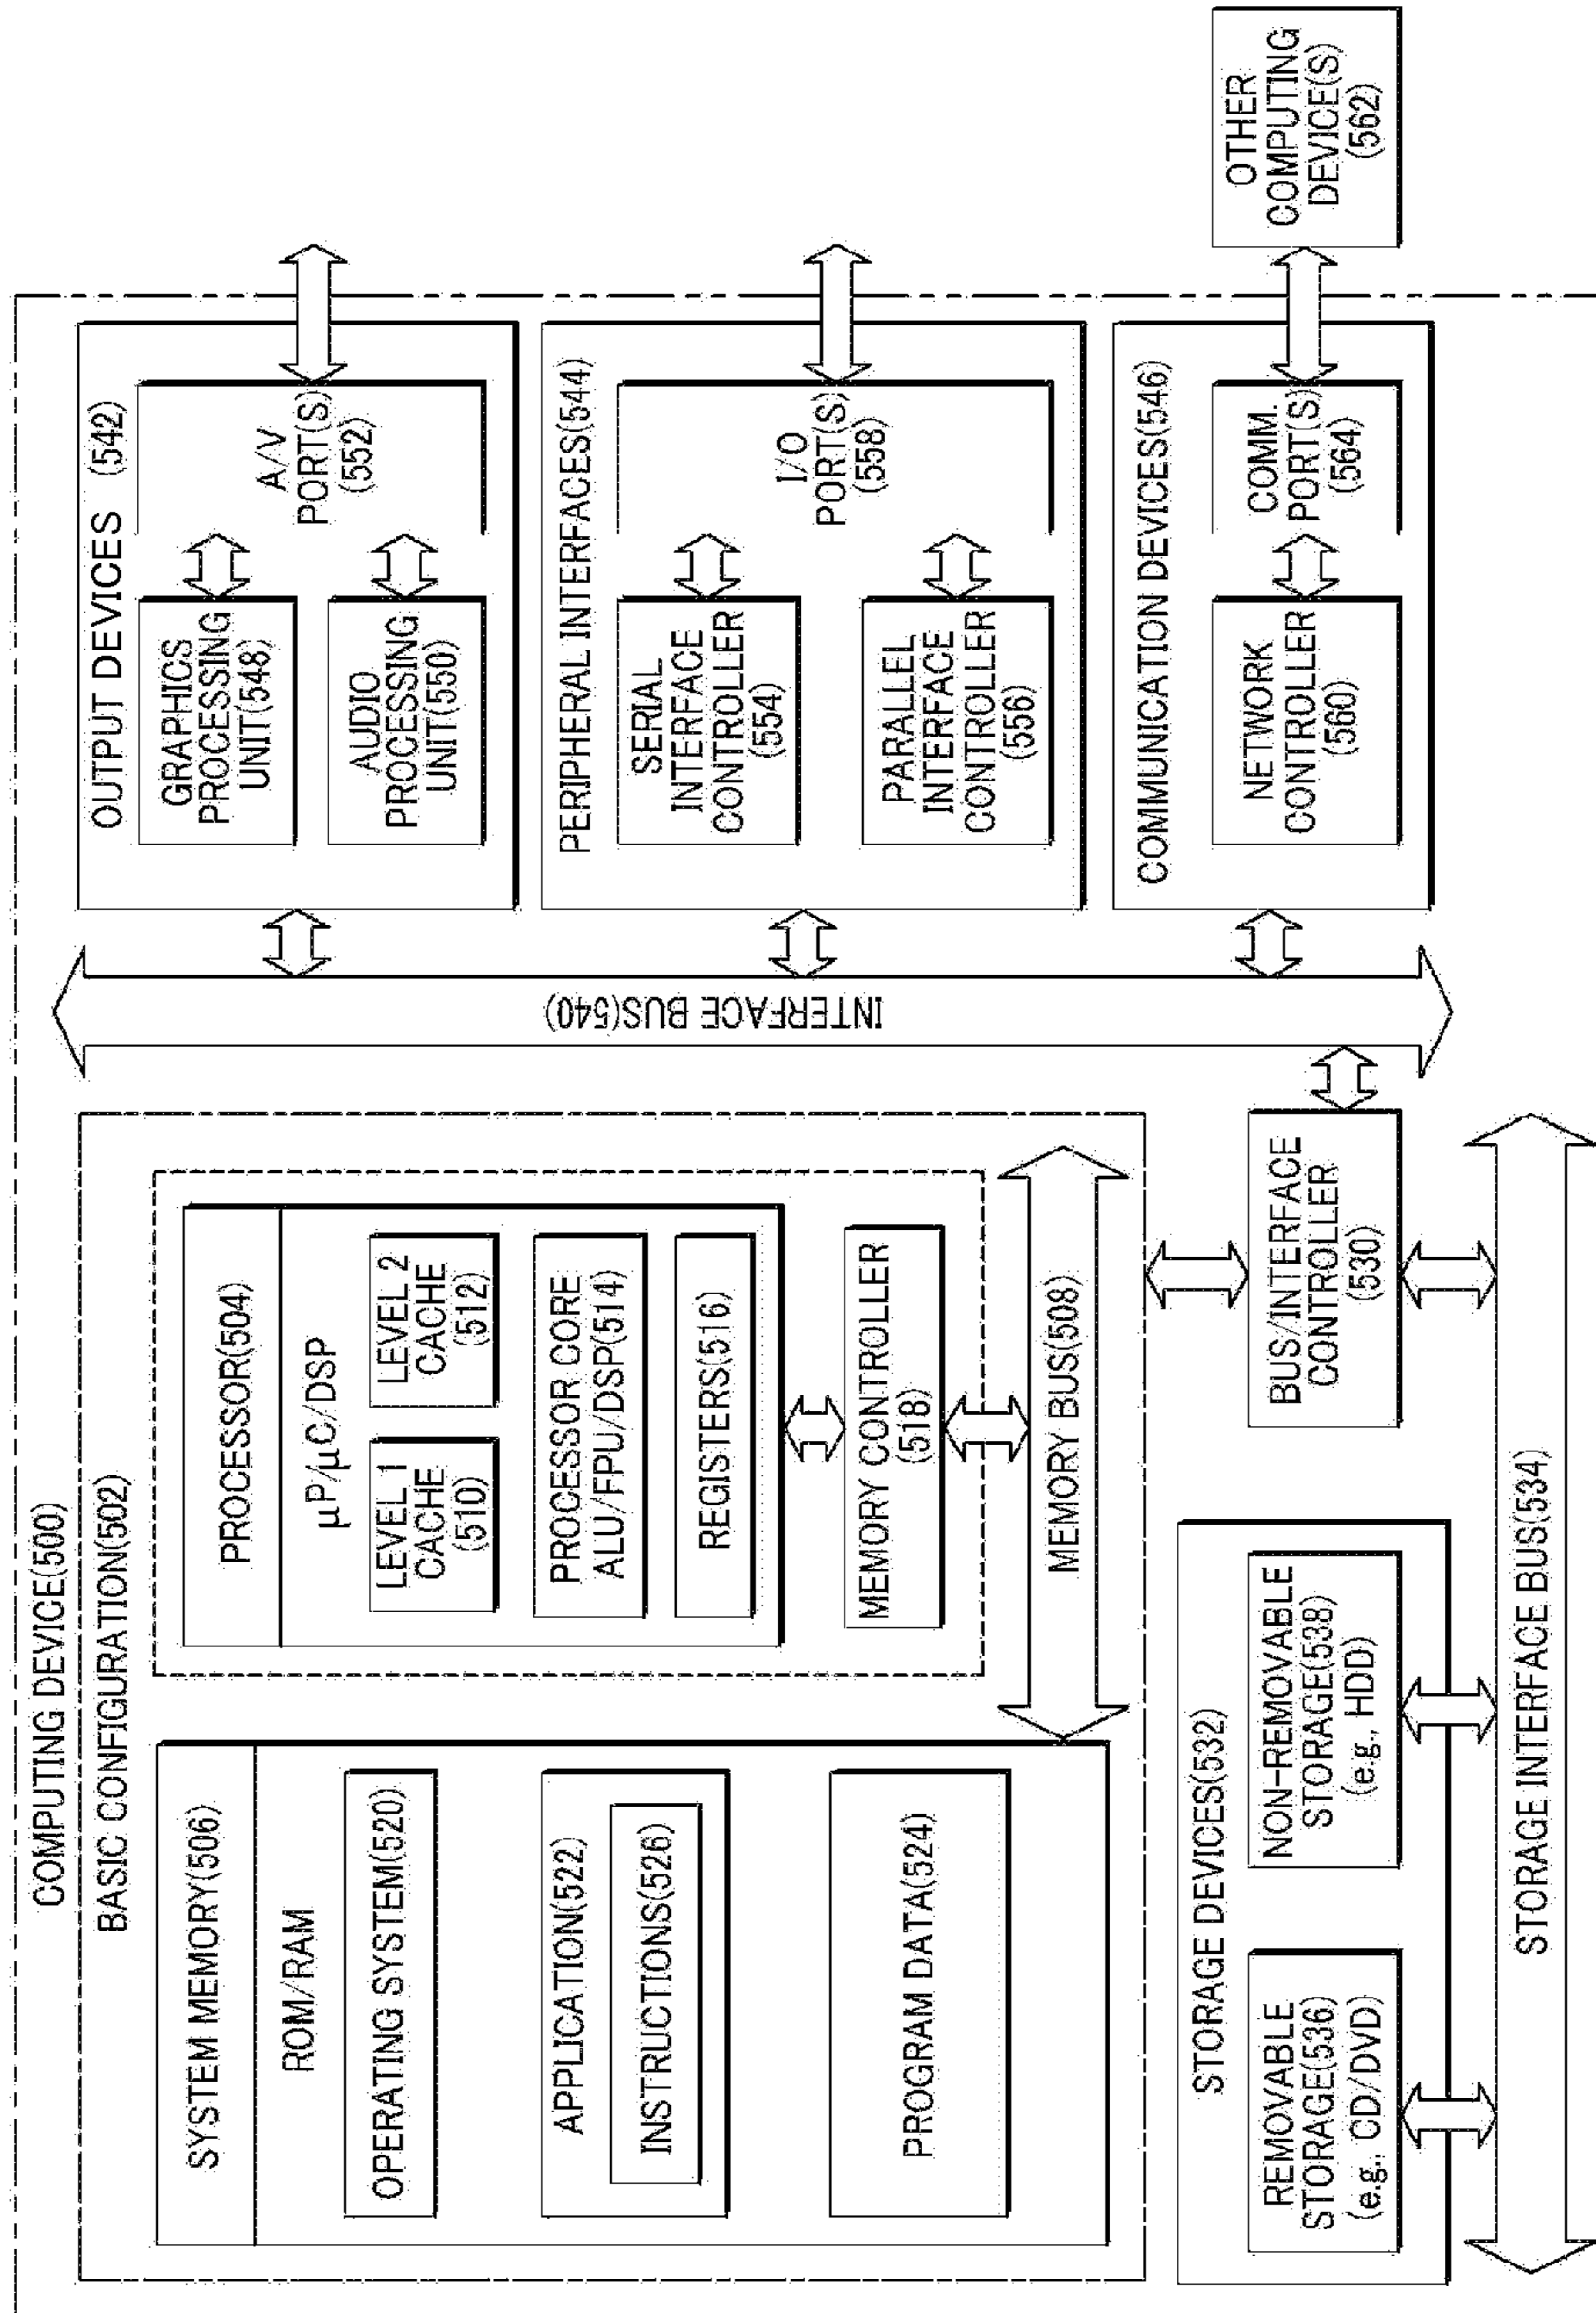 COMPUTING DEVICE(500)
BASIC CONFIGURATION(502)
SYSTEM MEMORY(506)
ROM/RAM
OPERATING SYSTEM(520)
APPLICATION(522)
INSTRUCTIONS(526)
PROGRAM DATA(524)
PROCESSOR(504)
μP/μC/DSP
LEVEL 1
CACHE
(510)
LEVEL 2
CACHE
(512)
PROCESSOR CORE
ALU/FPU/DSP(514)
REGISTERS(516)
MEMORY CONTROLLER
(518)
MEMORY BUS(508)
STORAGE DEVICES(532)
REMOVABLE
STORAGE(536)
(e.g., CD/DVD)
NON-REMOVABLE
STORAGE(538)
(e.g., HDD)
BUS/INTERFACE
CONTROLLER
(530)
STORAGE INTERFACE BUS(534)
INTERFACE BUS(540)
OUTPUT DEVICES (542)
GRAPHICS
PROCESSING
UNIT(548)
AUDIO
PROCESSING
UNIT(550)
A/V
PORT(S)
(552)
PERIPHERAL INTERFACES(544)
SERIAL
INTERFACE
CONTROLLER
(554)
PARALLEL
INTERFACE
CONTROLLER
(556)
I/O
PORT(S)
(558)
COMMUNICATION DEVICES(546)
NETWORK
CONTROLLER
(560)
COMM.
PORT(S)
(564)
OTHER
COMPUTING
DEVICE(S)
(562)